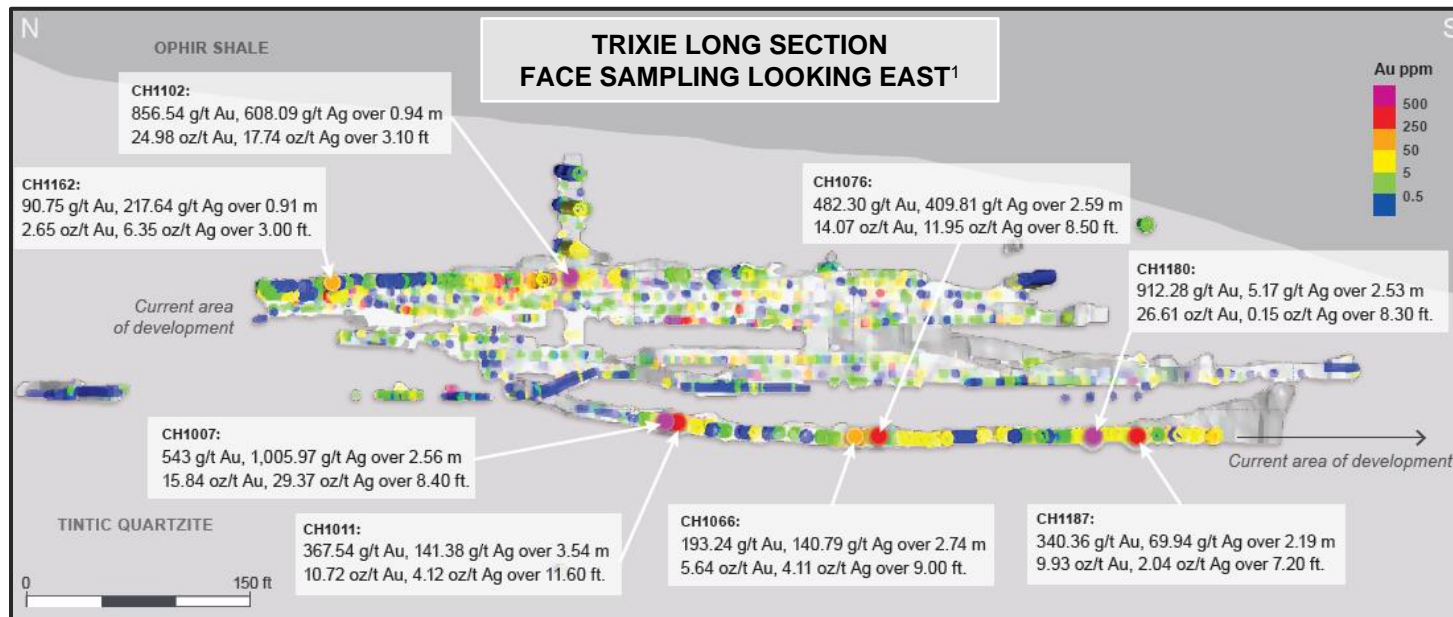 N
S
OPHIR SHALE
TRIXIE LONG SECTION
FACE SAMPLING LOOKING EAST¹
Au ppm
500
250
50
5
0.5
CH1102:
856.54 g/t Au, 608.09 g/t Ag over 0.94 m
24.98 oz/t Au, 17.74 oz/t Ag over 3.10 ft
CH1162:
90.75 g/t Au, 217.64 g/t Ag over 0.91 m
2.65 oz/t Au, 6.35 oz/t Ag over 3.00 ft.
CH1076:
482.30 g/t Au, 409.81 g/t Ag over 2.59 m
14.07 oz/t Au, 11.95 oz/t Ag over 8.50 ft.
CH1180:
912.28 g/t Au, 5.17 g/t Ag over 2.53 m
26.61 oz/t Au, 0.15 oz/t Ag over 8.30 ft.
Current area
of development
CH1007:
543 g/t Au, 1,005.97 g/t Ag over 2.56 m
15.84 oz/t Au, 29.37 oz/t Ag over 8.40 ft.
Current area of development
TINTIC QUARTZITE
CH1011:
367.54 g/t Au, 141.38 g/t Ag over 3.54 m
10.72 oz/t Au, 4.12 oz/t Ag over 11.60 ft.
CH1066:
193.24 g/t Au, 140.79 g/t Ag over 2.74 m
5.64 oz/t Au, 4.11 oz/t Ag over 9.00 ft.
CH1187:
340.36 g/t Au, 69.94 g/t Ag over 2.19 m
9.93 oz/t Au, 2.04 oz/t Ag over 7.20 ft.
0
150 ft